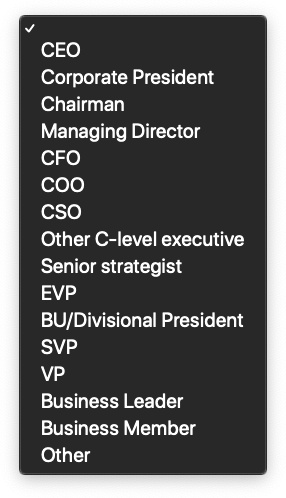 CEO
Corporate President
Chairman
Managing Director
CFO
COO
CSO
Other C-level executive
Senior strategist
EVP
BU/Divisional President
SVP
VP
Business Leader
Business Member
Other